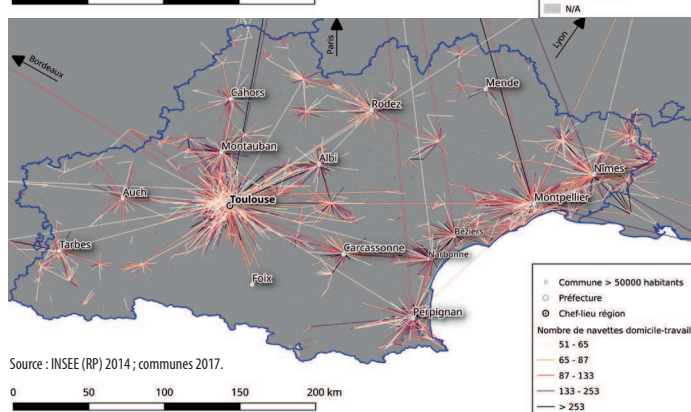 N/A
Bordeaux
Paris
Lyon
Cahors
Mende
Rodez
Montauban
Albi
Nîmes
Auch
Toulouse
Montpellier
Béziers
Tarbes
Carcassonne
Narbonne
Foix
Perpignan
Commune > 50000 habitants
Préfecture
Chef-lieu région
Nombre de navettes domicile-travail
51 - 65
65 - 87
87 - 133
133 - 253
> 253
Source : INSEE (RP) 2014 ; communes 2017.
0 50 100 150 200 km